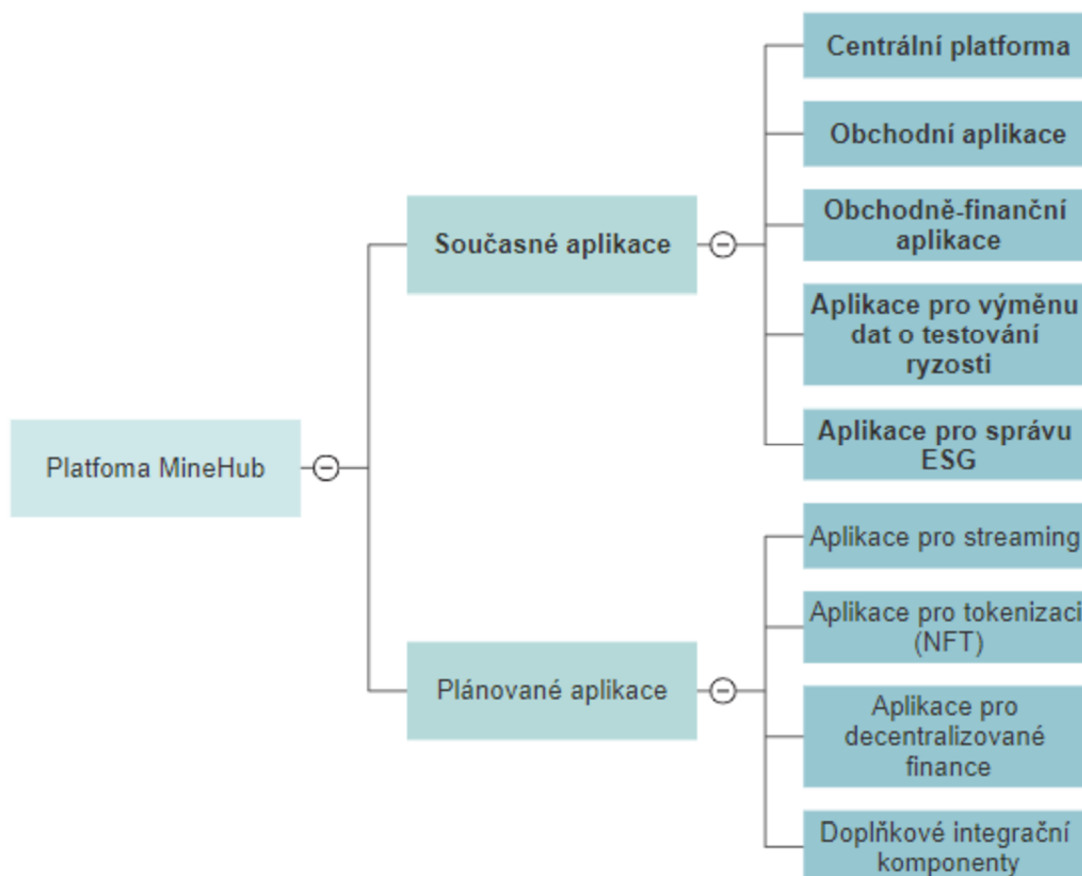 Centrální platforma
Obchodní aplikace
Obchodně-finanční
aplikace
Současné aplikace
Aplikace pro výměnu
dat o testování
ryzosti
Aplikace pro správu
ESG
Platfoma MineHub
Aplikace pro streaming
Aplikace pro tokenizaci
(NFT)
Plánované aplikace
Aplikace pro
decentralizované
finance
Doplňkové integrační
komponenty